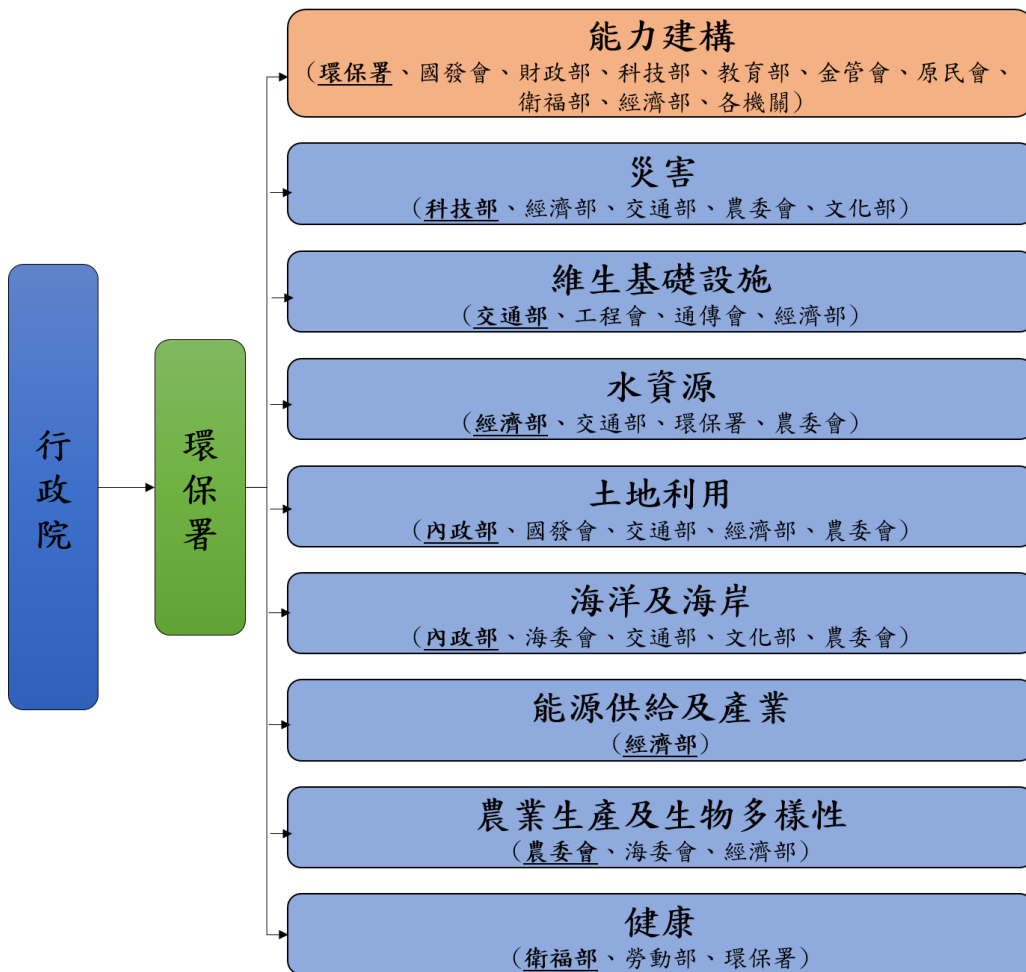 行政院
環保署
能力建構
（環保署、國發會、財政部、科技部、教育部、金管會、原民會、
衛福部、經濟部、各機關）
災害
（科技部、經濟部、交通部、農委會、文化部）
維生基礎設施
（交通部、工程會、通傳會、經濟部）
水資源
（經濟部、交通部、環保署、農委會）
土地利用
（內政部、國發會、交通部、經濟部、農委會）
海洋及海岸
（內政部、海委會、交通部、文化部、農委會）
能源供給及產業
（經濟部）
農業生產及生物多樣性
（農委會、海委會、經濟部）
健康
（衛福部、勞動部、環保署）